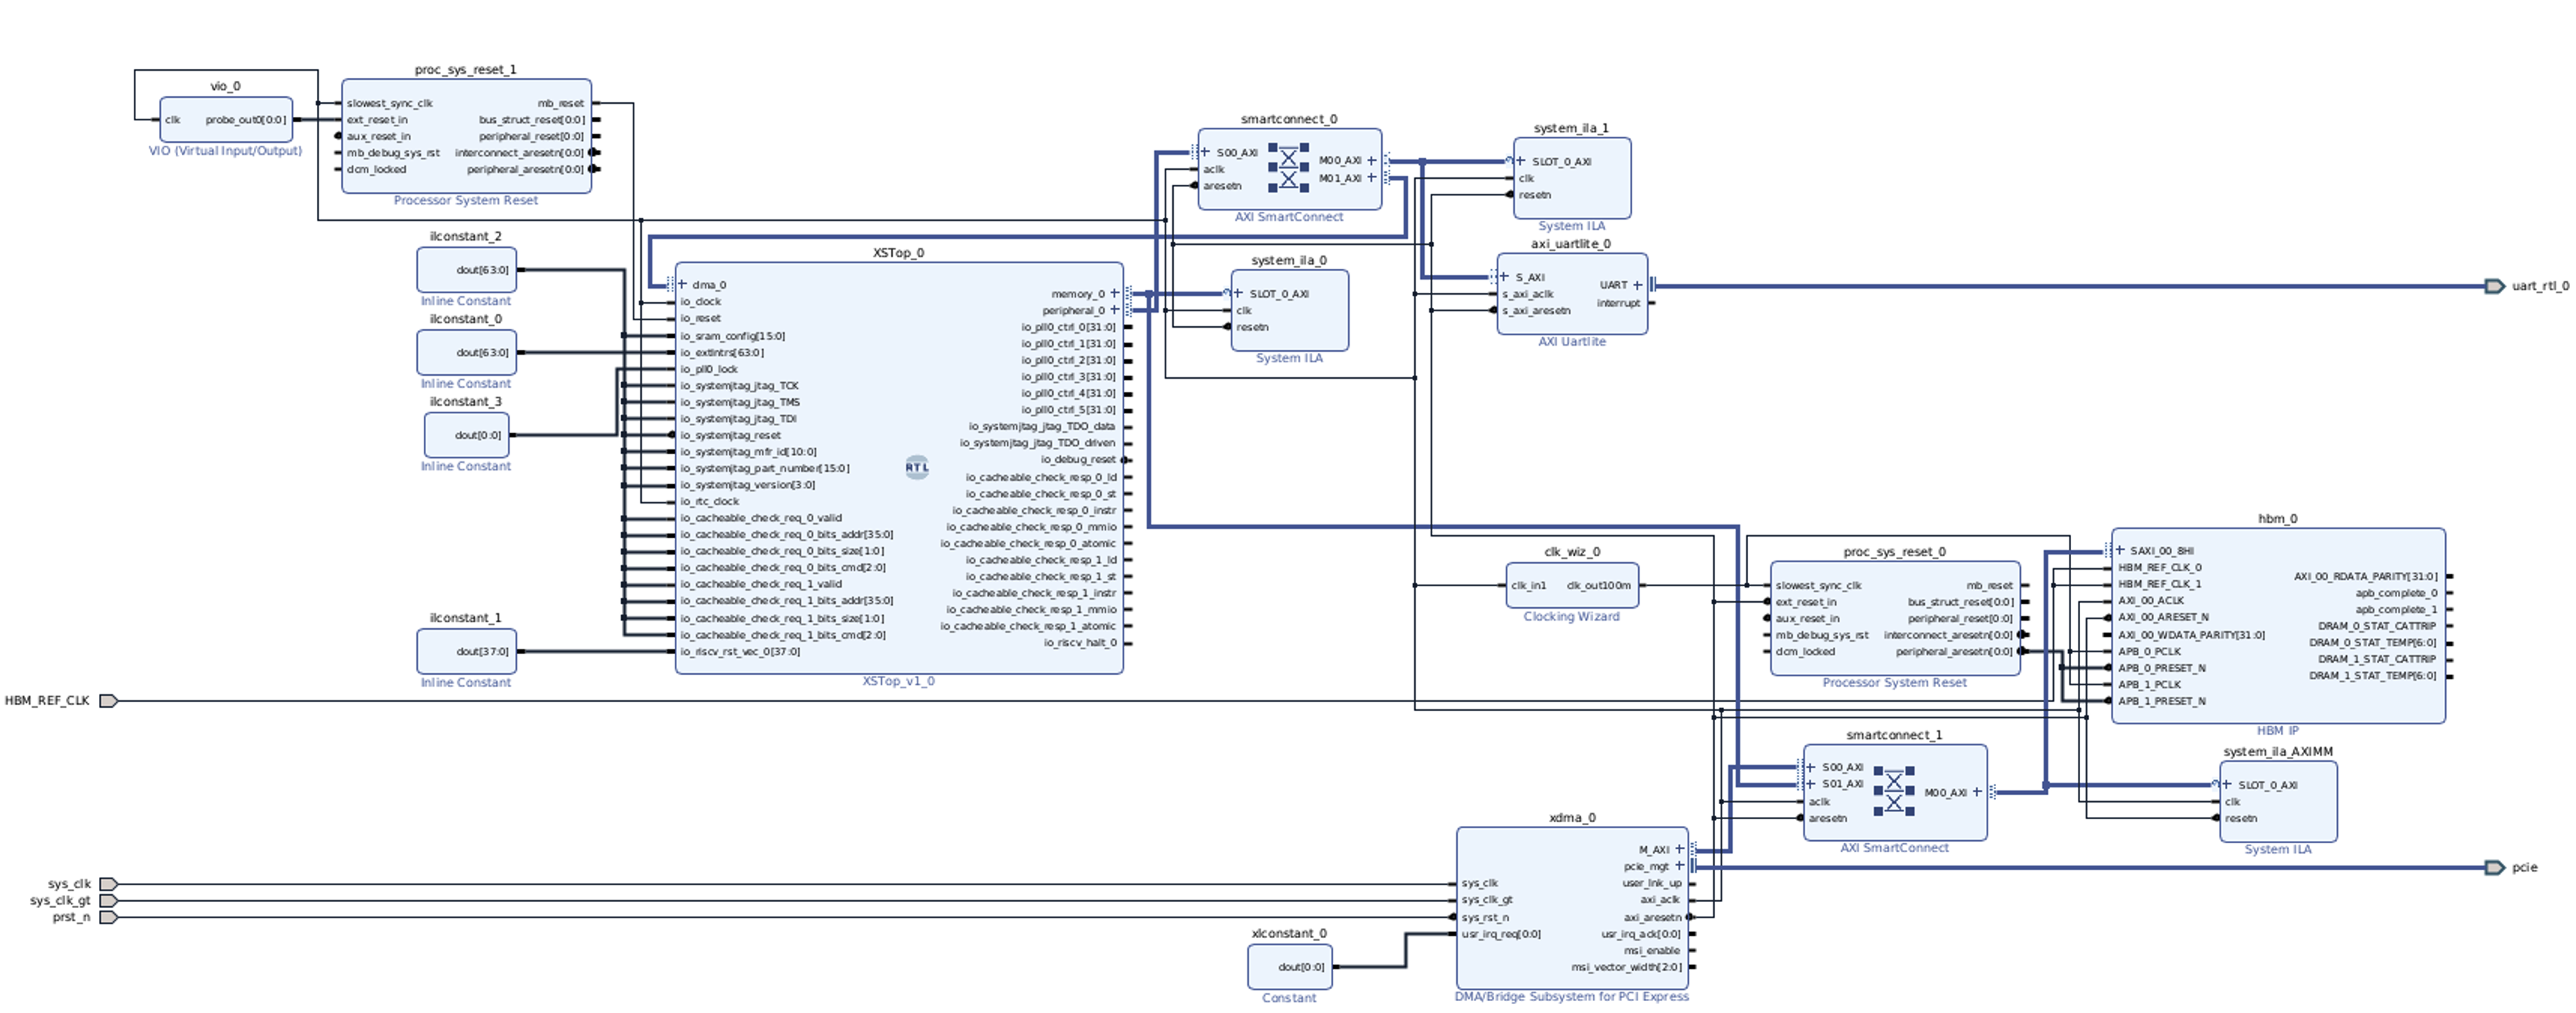 proc_sys_reset_1
vio_0
clk
probe_out0[0:0]
VIO (Virtual Input/Output)
slowest_sync_clk
ext_reset_in
aux_reset_in
mb_debug_sys_rst
dcm_locked
mb_reset
bus_struct_reset[0:0]
peripheral_reset[0:0]
interconnect_aresetn[0:0]
peripheral_aresetn[0:0]
Processor System Reset
smartconnect_0
S00_AXI
aclk
aresetn
M00_AXI
M01_AXI
AXI SmartConnect
system_ila_1
SLOT_0_AXI
clk
resetn
System ILA
ilconstant_2
dout[63:0]
Inline Constant
ilconstant_0
dout[63:0]
Inline Constant
ilconstant_3
dout[0:0]
Inline Constant
ilconstant_1
dout[37:0]
Inline Constant
XSTop_0
dma_0
io_clock
io_reset
io_sram_config[15:0]
io_extIntrs[63:0]
io_pll0_lock
io_systemjtag_jtag_TCK
io_systemjtag_jtag_TMS
io_systemjtag_jtag_TDI
io_systemjtag_reset
io_systemjtag_mfr_id[10:0]
io_systemjtag_part_number[15:0]
io_systemjtag_version[3:0]
io_rtc_clock
io_cacheable_check_req_0_valid
io_cacheable_check_req_0_bits_addr[35:0]
io_cacheable_check_req_0_bits_size[1:0]
io_cacheable_check_req_0_bits_cmd[2:0]
io_cacheable_check_req_1_valid
io_cacheable_check_req_1_bits_addr[35:0]
io_cacheable_check_req_1_bits_size[1:0]
io_cacheable_check_req_1_bits_cmd[2:0]
io_riscv_rst_vec_0[37:0]
RTL
memory_0
peripheral_0
io_pll0_ctrl_0[31:0]
io_pll0_ctrl_1[31:0]
io_pll0_ctrl_2[31:0]
io_pll0_ctrl_3[31:0]
io_pll0_ctrl_4[31:0]
io_pll0_ctrl_5[31:0]
io_systemjtag_jtag_TDO_data
io_systemjtag_jtag_TDO_driven
io_debug_reset
io_cacheable_check_resp_0_ld
io_cacheable_check_resp_0_st
io_cacheable_check_resp_0_instr
io_cacheable_check_resp_0_mmio
io_cacheable_check_resp_0_atomic
io_cacheable_check_resp_1_ld
io_cacheable_check_resp_1_st
io_cacheable_check_resp_1_instr
io_cacheable_check_resp_1_mmio
io_cacheable_check_resp_1_atomic
io_riscv_halt_0
XSTop_v1_0
system_ila_0
SLOT_0_AXI
clk
resetn
System ILA
axi_uartlite_0
S_AXI
s_axi_aclk
s_axi_aresetn
UART
interrupt
AXI Uartlite
uart_rtl_0
clk_wiz_0
clk_in1
clk_out100m
Clocking Wizard
proc_sys_reset_0
slowest_sync_clk
ext_reset_in
aux_reset_in
mb_debug_sys_rst
dcm_locked
mb_reset
bus_struct_reset[0:0]
peripheral_reset[0:0]
interconnect_aresetn[0:0]
peripheral_aresetn[0:0]
Processor System Reset
hbm_0
SAXI_00_8HI
HBM_REF_CLK_0
HBM_REF_CLK_1
AXI_00_ACLK
AXI_00_ARESET_N
AXI_00_WDATA_PARITY[31:0]
APB_0_PCLK
APB_0_PRESET_N
APB_1_PCLK
APB_1_PRESET_N
AXI_00_RDATA_PARITY[31:0]
apb_complete_0
apb_complete_1
DRAM_0_STAT_CATTRIP
DRAM_0_STAT_TEMP[6:0]
DRAM_1_STAT_CATTRIP
DRAM_1_STAT_TEMP[6:0]
HBM IP
HBM_REF_CLK
smartconnect_1
S00_AXI
S01_AXI
aclk
aresetn
M00_AXI
AXI SmartConnect
system_ila_AXIMM
SLOT_0_AXI
clk
resetn
System ILA
sys_clk
sys_clk_gt
prst_n
xdma_0
sys_clk
sys_clk_gt
sys_rst_n
usr_irq_req[0:0]
M_AXI
pcie_mgt
user_lnk_up
axi_aclk
axi_aresetn
usr_irq_ack[0:0]
msi_enable
msi_vector_width[2:0]
DMA/Bridge Subsystem for PCI Express
pcie
xlconstant_0
dout[0:0]
Constant